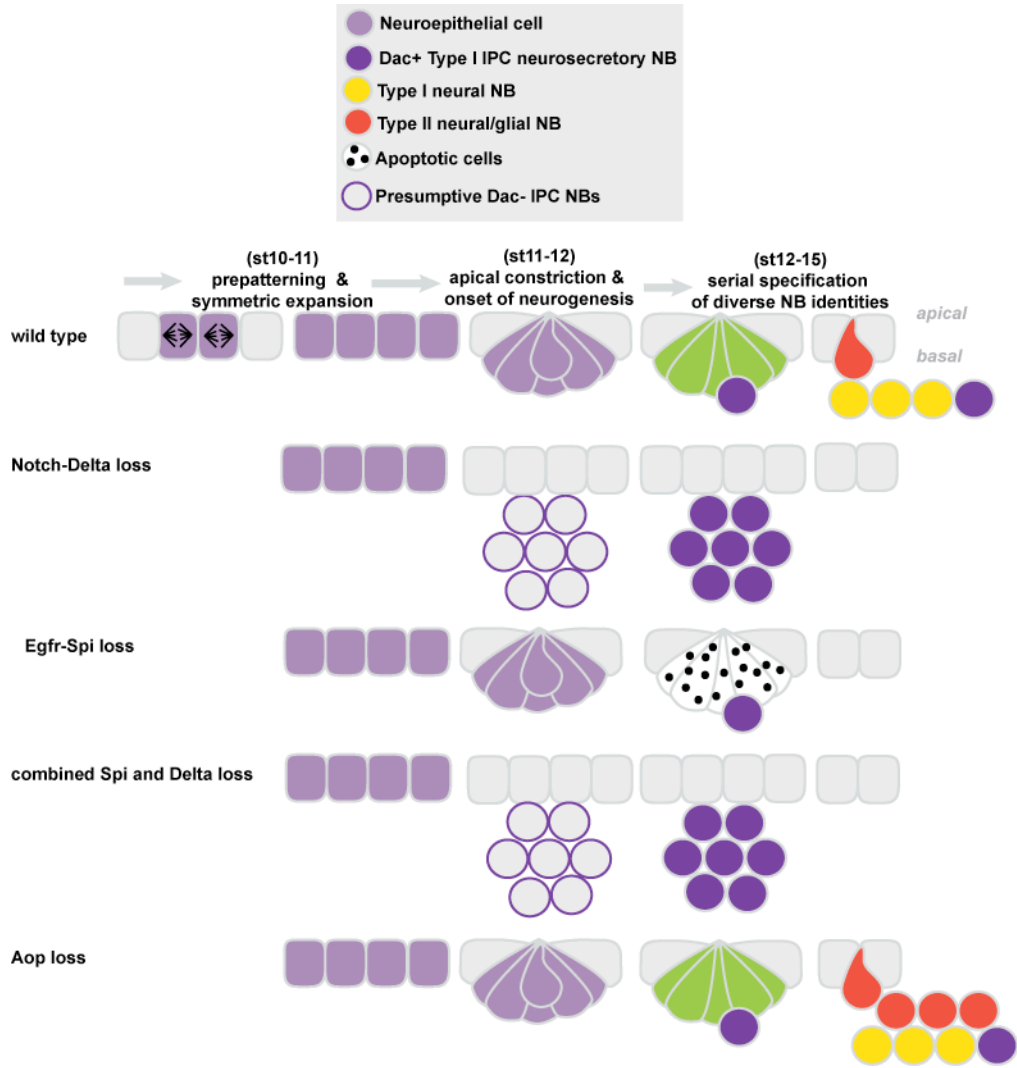 Neuroepithelial cell
Dac+ Type I IPC neurosecretory NB
Type I neural NB
Type II neural/glial NB
Apoptotic cells
Presumptive Dac- IPC NBs
(st10-11)
prepatterning &
symmetric expansion
(st11-12)
apical constriction &
onset of neurogenesis
(st12-15)
serial specification
of diverse NB identities
wild type
apical
basal
Notch-Delta loss
Egfr-Spi loss
combined Spi and Delta loss
Aop loss